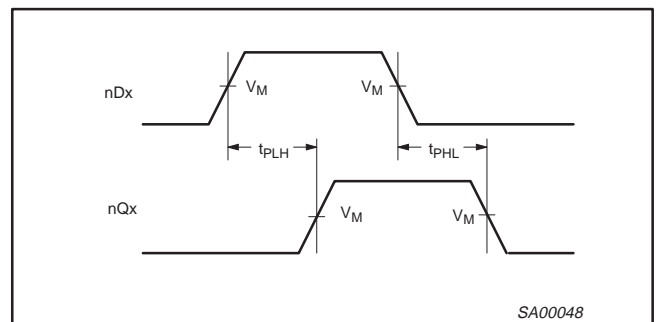 nDx
VM
VM
tPLH
tPHL
nQx
VM
VM
SA00048